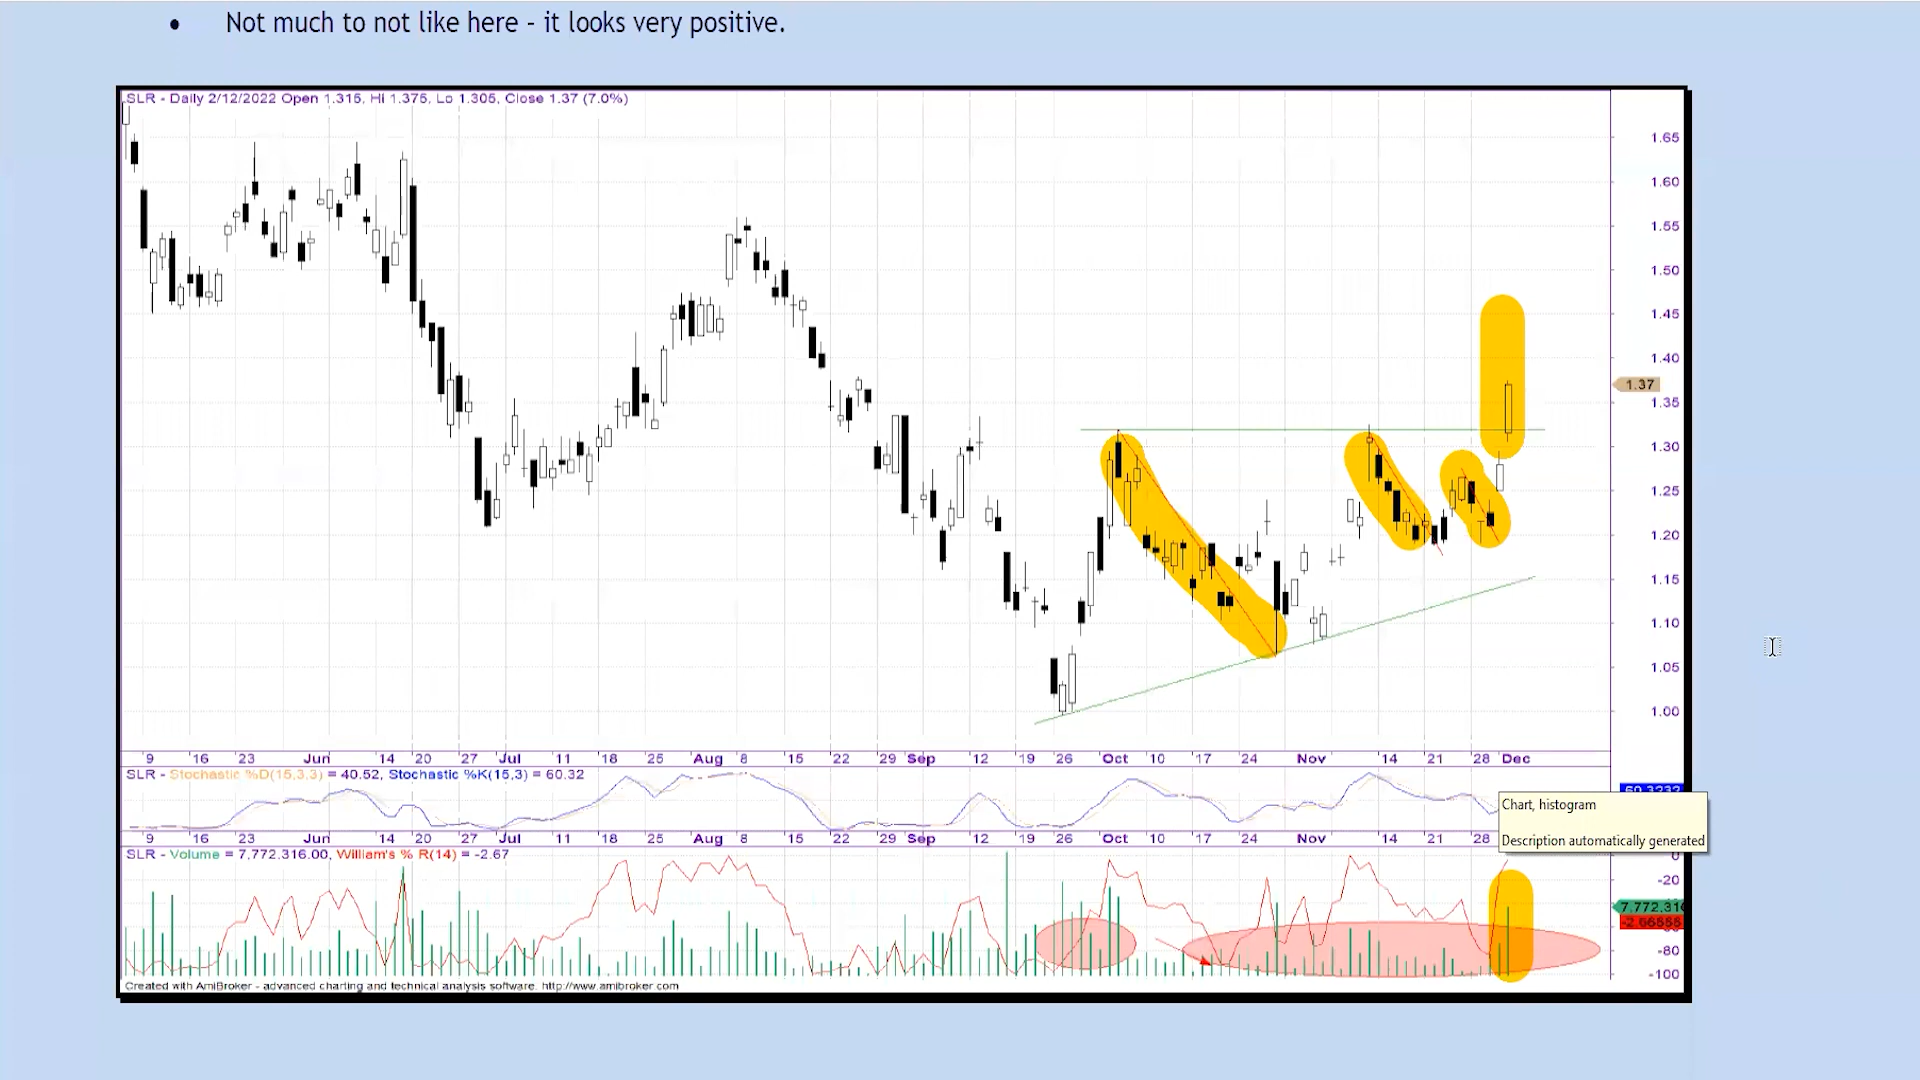 • Not much to not like here - it looks very positive.
SLR - Daily 2/12/2022 Open 1.315, Hi 1.375, Lo 1.305, Close 1.37 (7.0%)
1.65
1.60
1.55
1.50
1.45
1.40
1.37
1.35
1.30
1.25
1.20
1.15
1.10
1.05
1.00
9 16 23 Jun 14 20 27 Jul 11 18 25 Aug 8 15 22 29 Sep 12 19 26 Oct 10 17 24 Nov 14 21 28 Dec
SLR - Stochastic %D(15,3,3) = 40.52, Stochastic %K(15,3) = 60.32
60.3232
Chart, histogram
Description automatically generated
9 16 23 Jun 14 20 27 Jul 11 18 25 Aug 8 15 22 29 Sep 12 19 26 Oct 10 17 24 Nov 14 21 28 Dec
SLR - Volume = 7,772,316.00, William's % R(14) = -2.67
0
-20
7,772,316
-2.66666
-80
-100
Created with AmiBroker - advanced charting and technical analysis software. http://www.amibroker.com